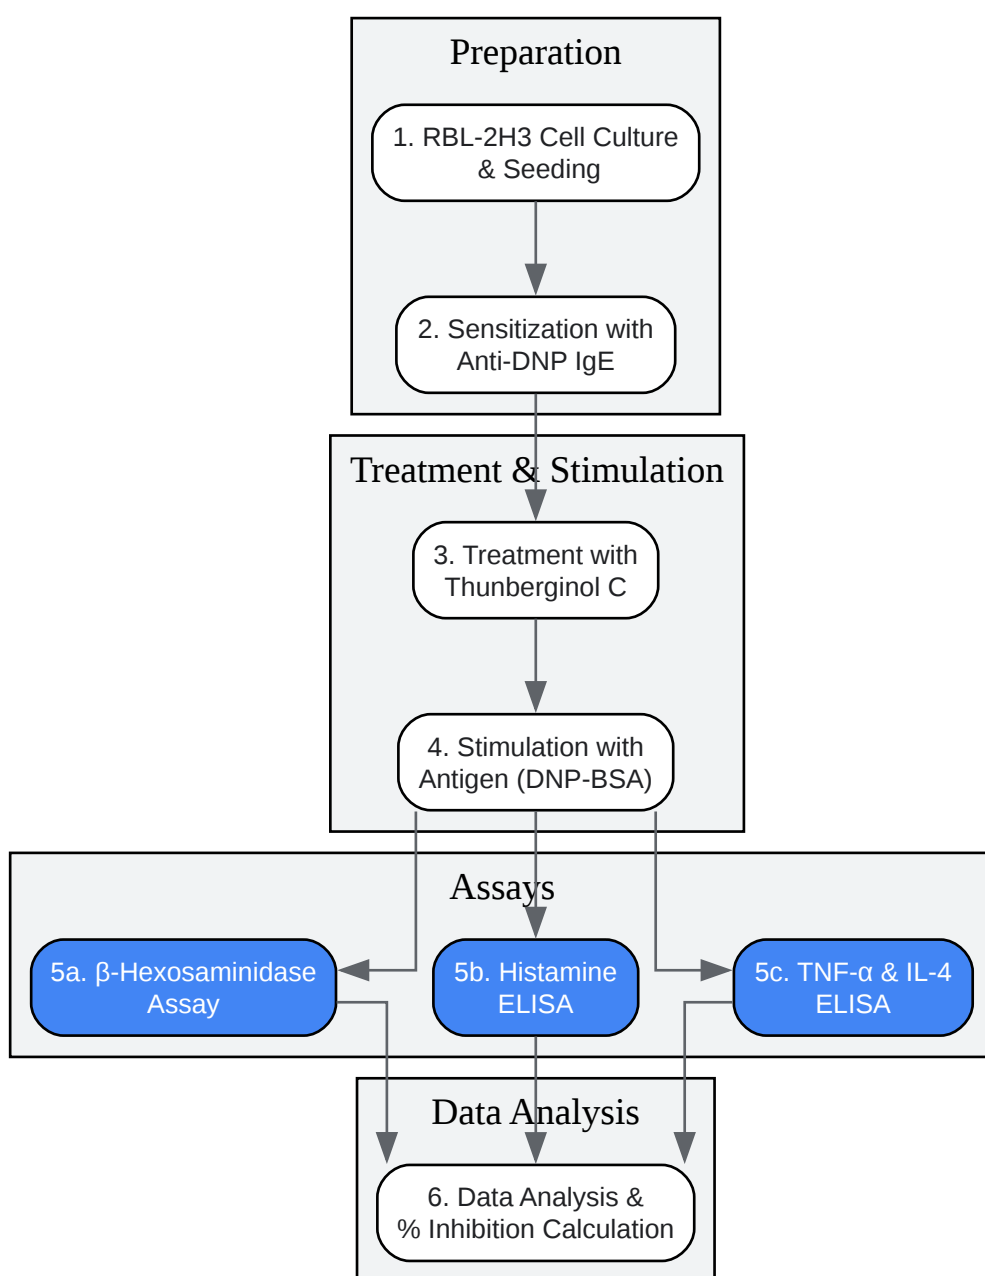 Preparation
1. RBL-2H3 Cell Culture
& Seeding
2. Sensitization with
Anti-DNP IgE
Treatment & Stimulation
3. Treatment with
Thunberginol C
4. Stimulation with
Antigen (DNP-BSA)
Assays
5a. β-Hexosaminidase
Assay
5b. Histamine
ELISA
5c. TNF-α & IL-4
ELISA
Data Analysis
6. Data Analysis &
% Inhibition Calculation